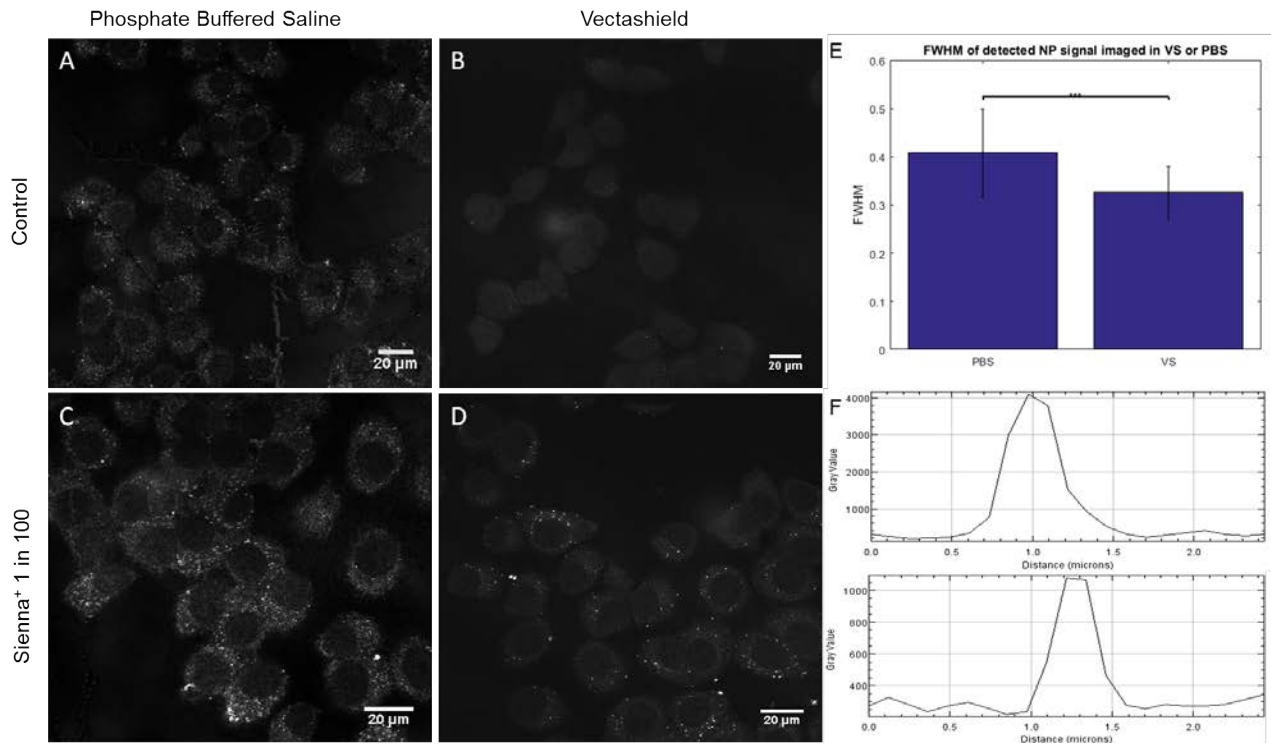 Phosphate Buffered Saline
Vectashield
Control
Sienna⁺ 1 in 100
A
20 µm
B
20 µm
C
20 µm
D
20 µm
E
FWHM of detected NP signal imaged in VS or PBS
***
FWHM
0.6
0.5
0.4
0.3
0.2
0.1
0
PBS
VS
F
Gray Value
4000
3000
2000
1000
0.0
0.5
1.0
1.5
2.0
Distance (microns)
Gray Value
1000
800
600
400
0.0
0.5
1.0
1.5
2.0
Distance (microns)